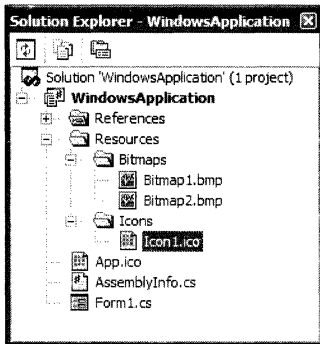 Solution Explorer - WindowsApplication
Solution 'WindowsApplication' (1 project)
WindowsApplication
References
Resources
Bitmaps
Bitmap1.bmp
Bitmap2.bmp
Icons
Icon1.ico
App.ico
AssemblyInfo.cs
Form1.cs